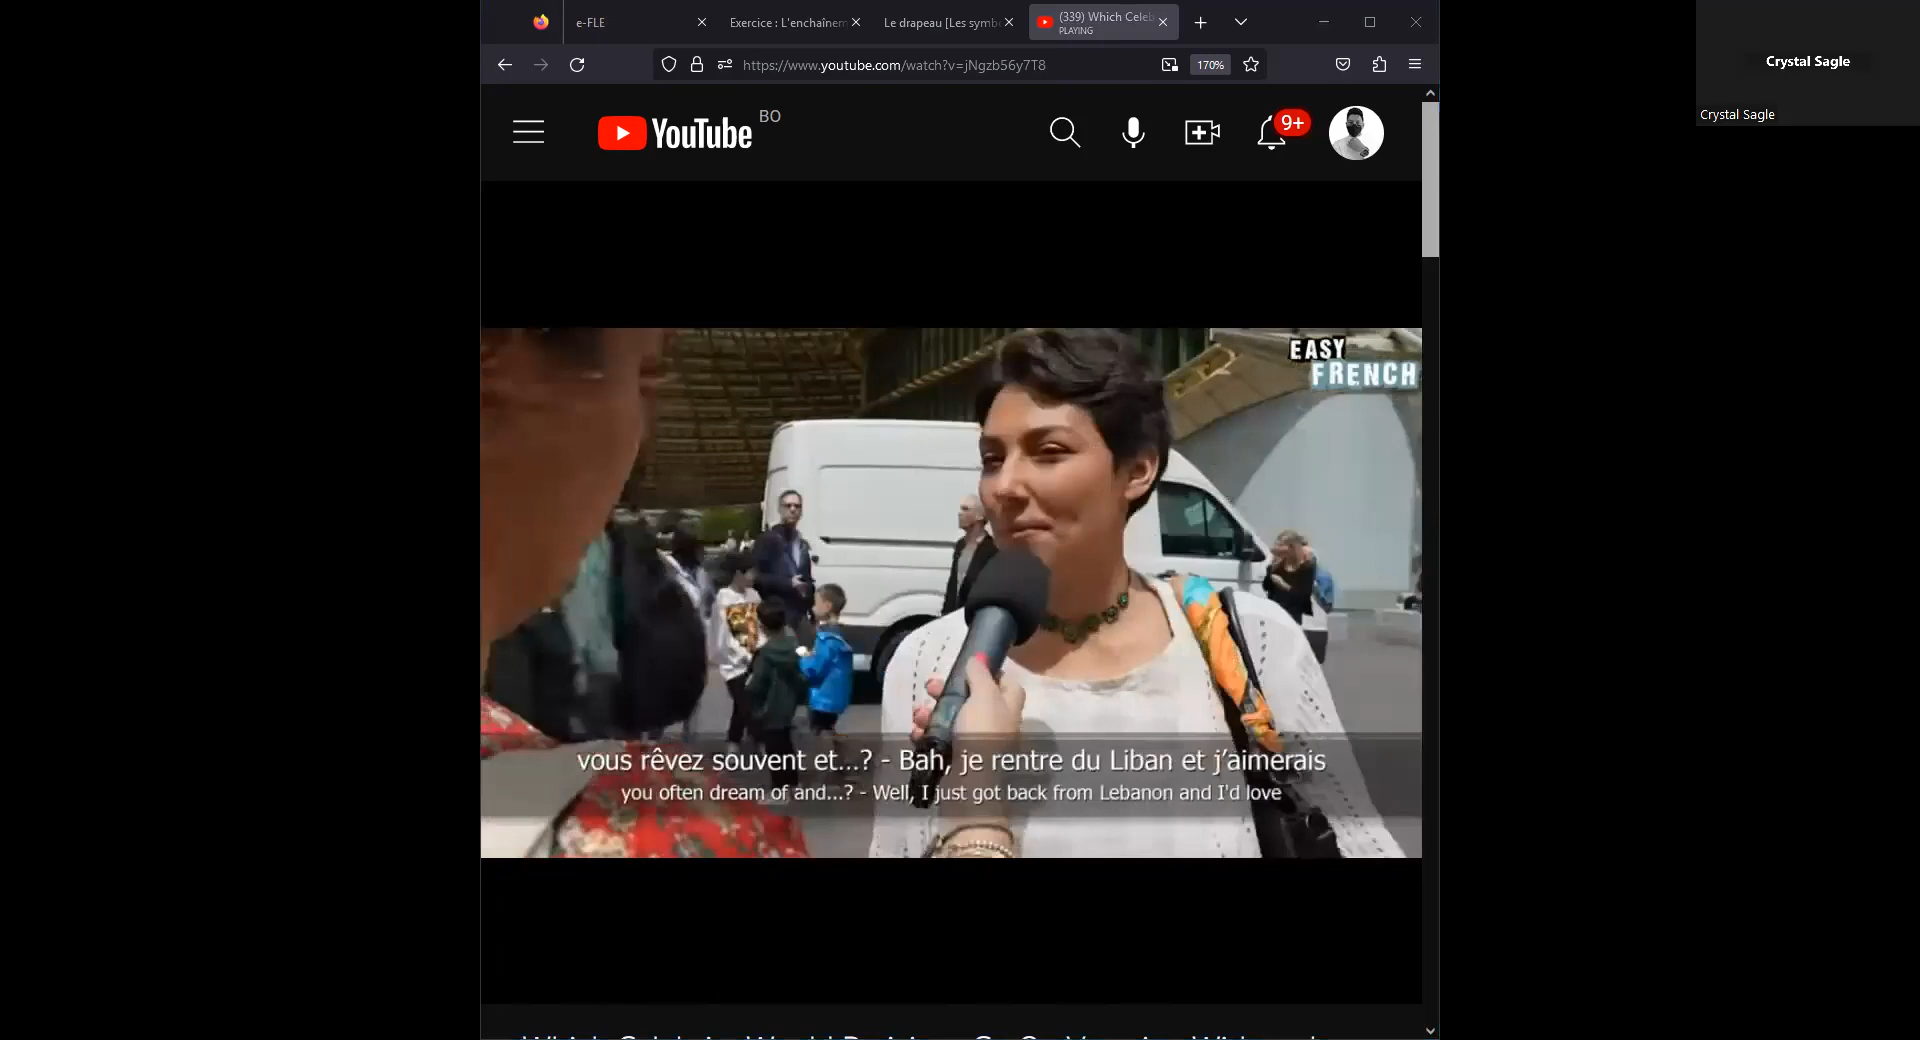 e-FLE
Exercice : L'enchaînem
Le drapeau [Les symb
(339) Which Celeb
PLAYING
https://www.youtube.com/watch?v=jNgzb56y7T8
170%
YouTube
BO
9+
EASY
FRENCH
vous rêvez souvent et...? - Bah, je rentre du Liban et j'aimerais
you often dream of and...? - Well, I just got back from Lebanon and I'd love
Crystal Sagle
Crystal Sagle